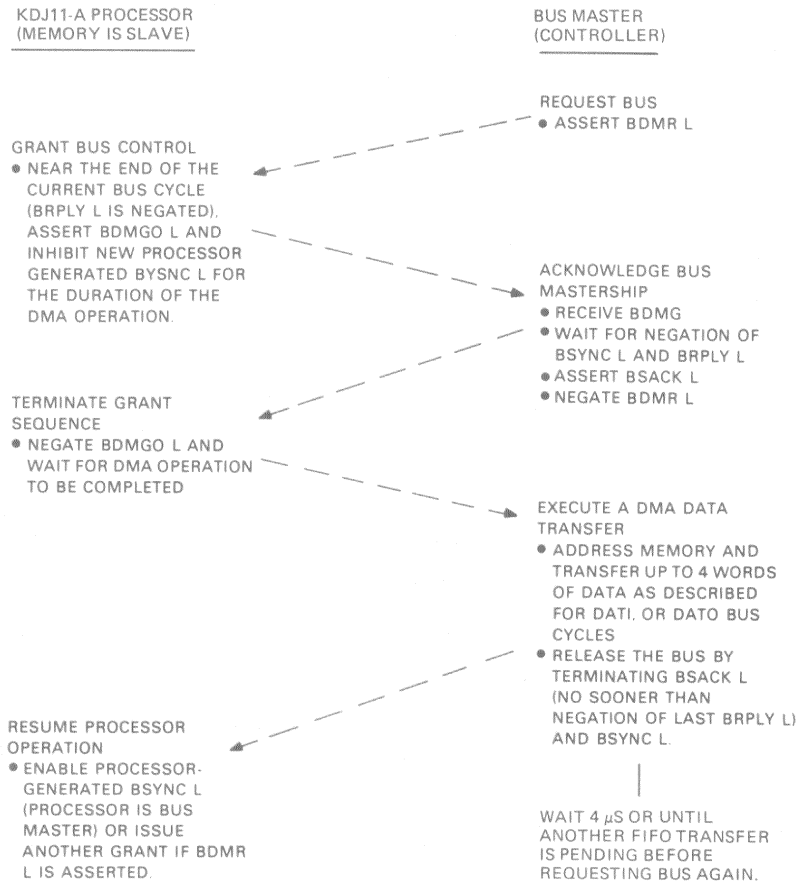 KDJ11-A PROCESSOR
(MEMORY IS SLAVE)
BUS MASTER
(CONTROLLER)
REQUEST BUS
● ASSERT BDMR L
GRANT BUS CONTROL
● NEAR THE END OF THE
CURRENT BUS CYCLE
(BRPLY L IS NEGATED),
ASSERT BDMGO L AND
INHIBIT NEW PROCESSOR
GENERATED BYSNC L FOR
THE DURATION OF THE
DMA OPERATION.
ACKNOWLEDGE BUS
MASTERSHIP
● RECEIVE BDMG
● WAIT FOR NEGATION OF
BSYNC L AND BRPLY L
● ASSERT BSACK L
● NEGATE BDMR L
TERMINATE GRANT
SEQUENCE
● NEGATE BDMGO L AND
WAIT FOR DMA OPERATION
TO BE COMPLETED
EXECUTE A DMA DATA
TRANSFER
● ADDRESS MEMORY AND
TRANSFER UP TO 4 WORDS
OF DATA AS DESCRIBED
FOR DATI, OR DATO BUS
CYCLES
● RELEASE THE BUS BY
TERMINATING BSACK L
(NO SOONER THAN
NEGATION OF LAST BRPLY L)
AND BSYNC L.
RESUME PROCESSOR
OPERATION
● ENABLE PROCESSOR-
GENERATED BSYNC L
(PROCESSOR IS BUS
MASTER) OR ISSUE
ANOTHER GRANT IF BDMR
L IS ASSERTED.
WAIT 4 µS OR UNTIL
ANOTHER FIFO TRANSFER
IS PENDING BEFORE
REQUESTING BUS AGAIN.